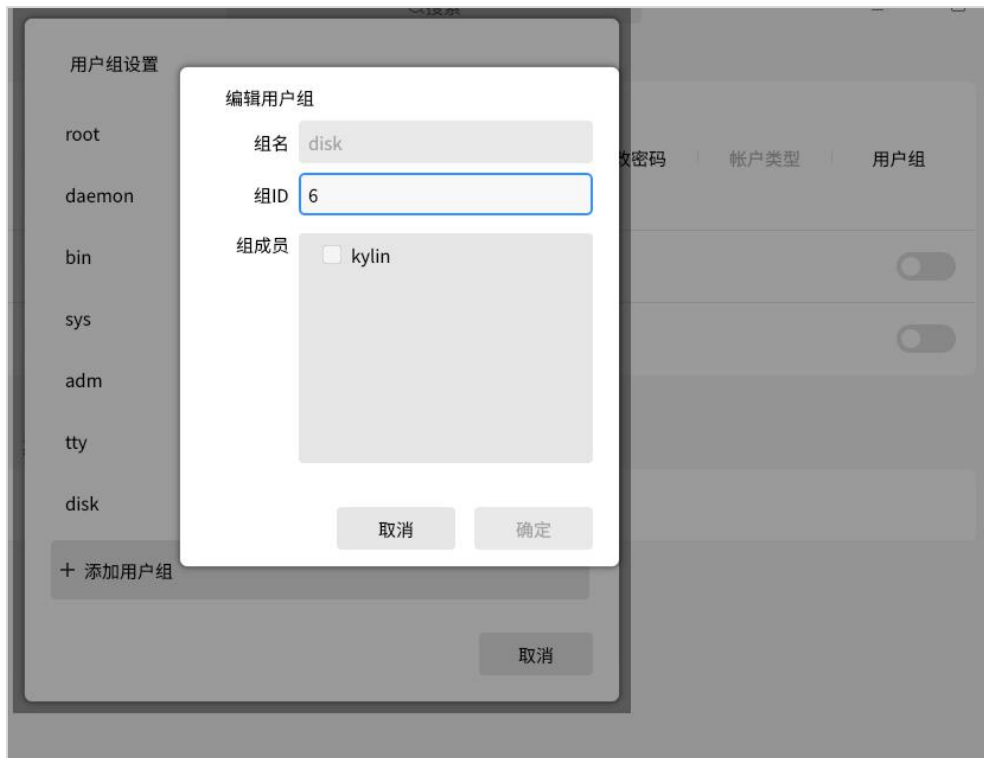 搜索
用户组设置
编辑用户组
root
组名 disk
改密码 帐户类型 用户组
daemon
组ID 6
bin
组成员 kylin
sys
adm
tty
disk
取消 确定
+ 添加用户组
取消